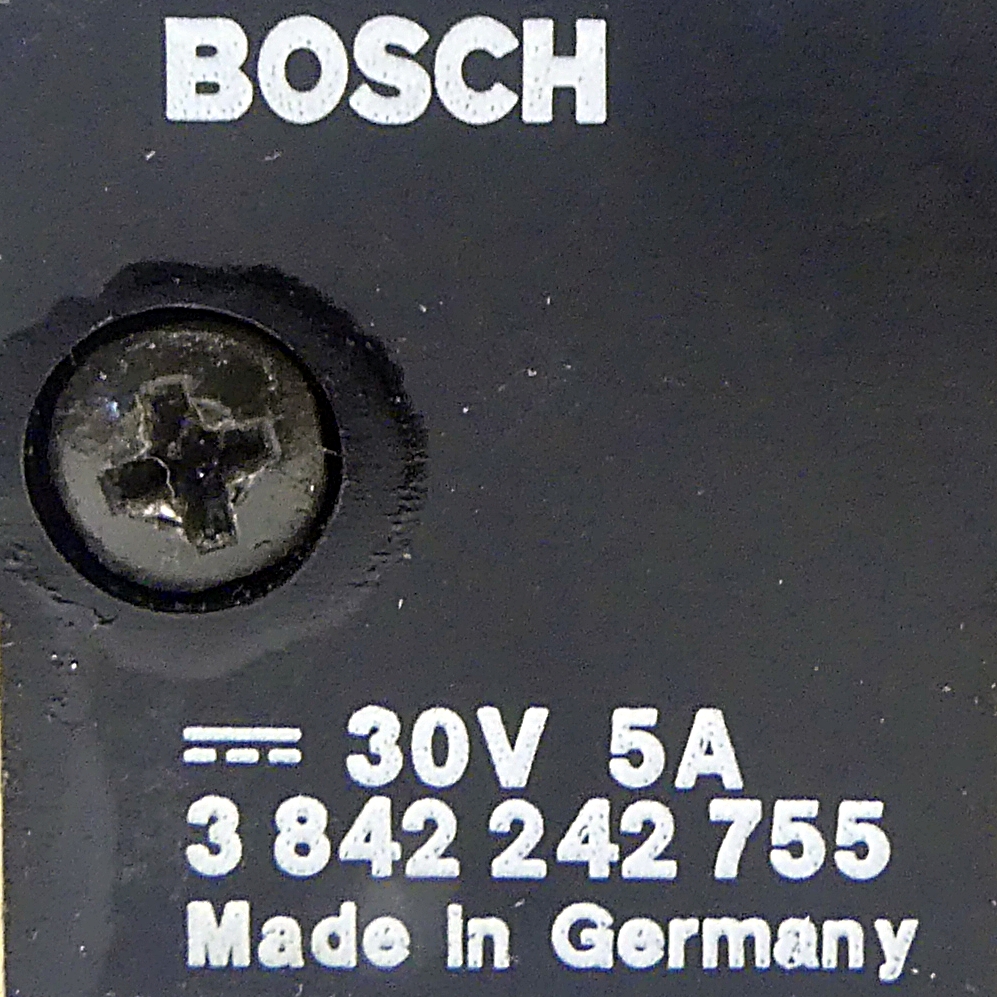 BOSCH
⎓ 30V 5A
3 842 242 755
Made in Germany